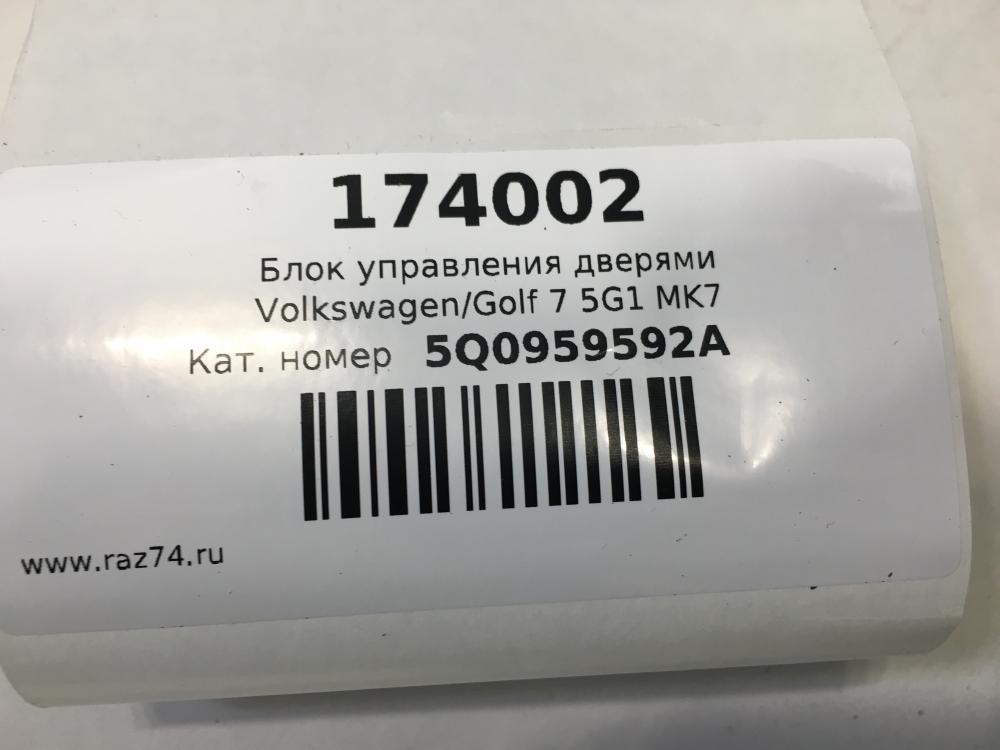 174002
Блок управления дверями
Volkswagen/Golf 7 5G1 MK7
Кат. номер 5Q0959592A
www.raz74.ru